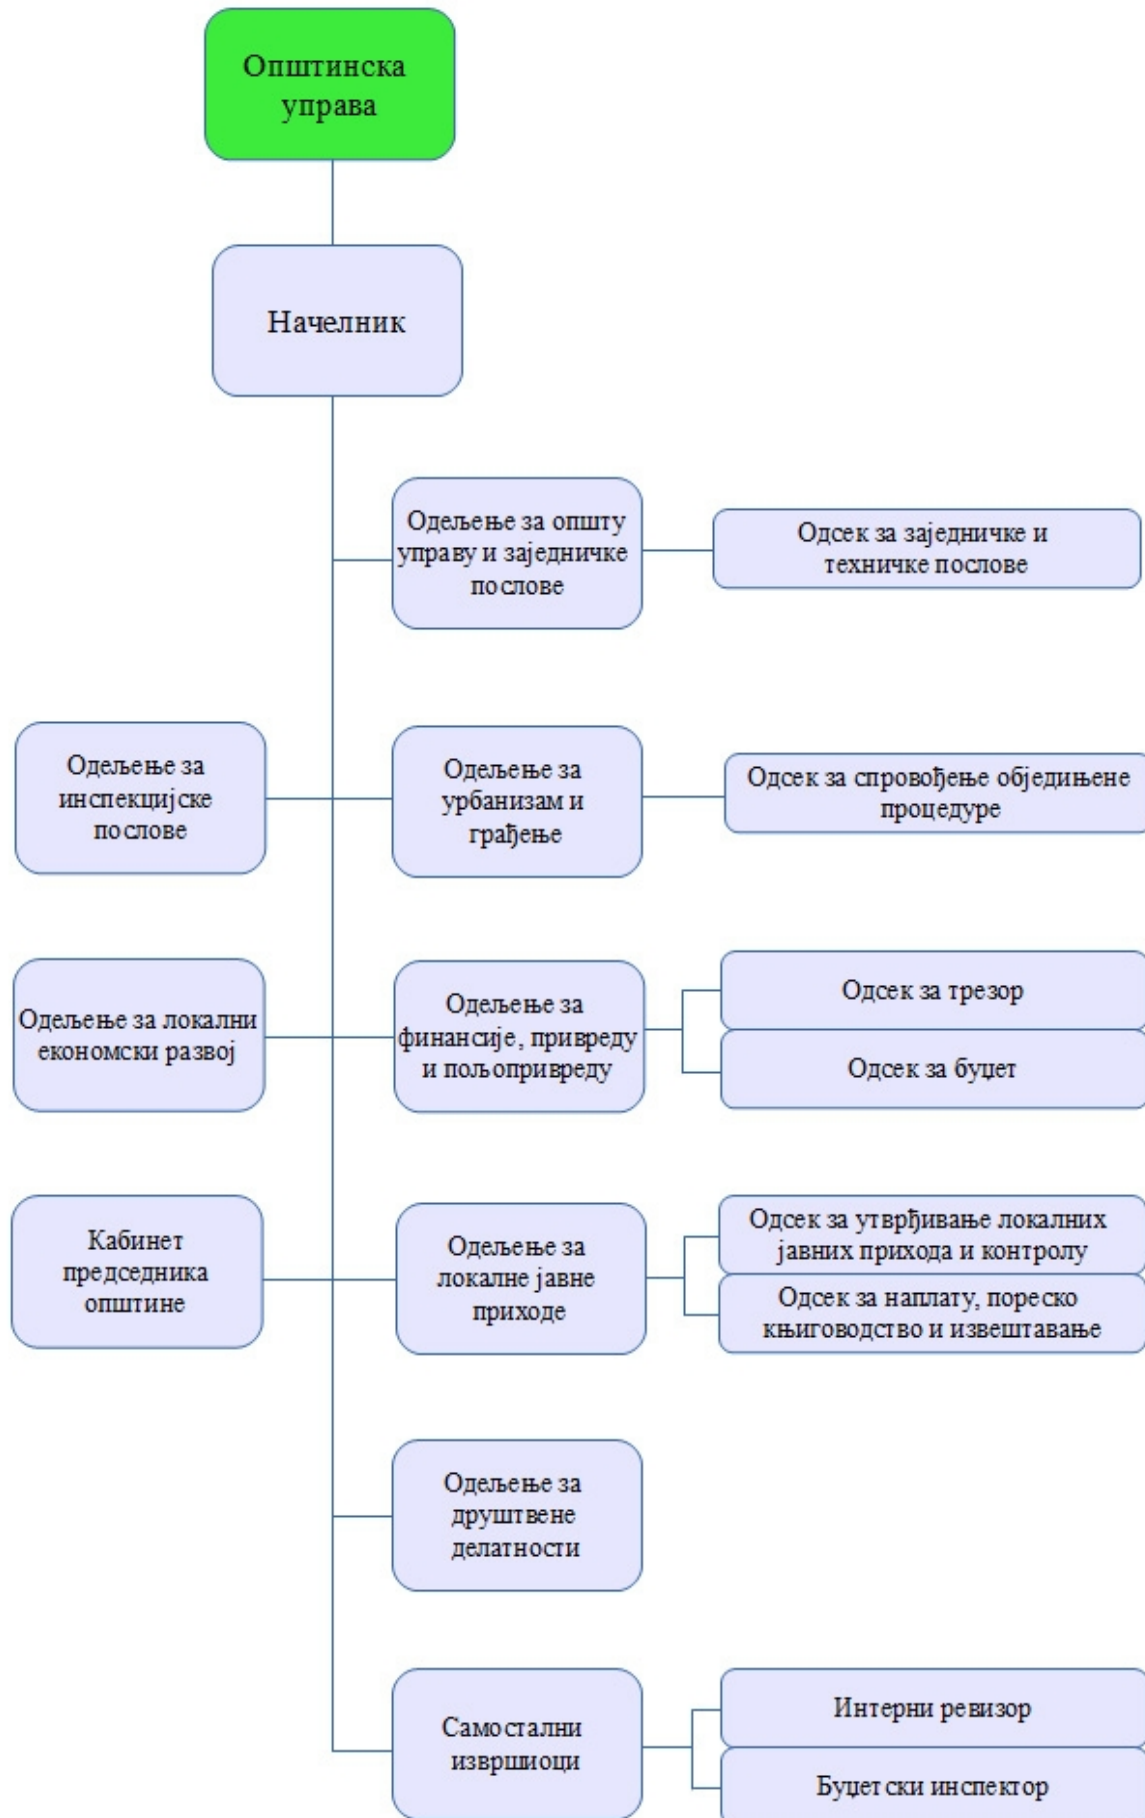 Општинска
управа
Начелник
Одељење за општу
управу и заједничке
послове
Одсек за заједничке и
техничке послове
Одељење за
инспекцијске
послове
Одељење за
урбанизам и
грађење
Одсек за спровођење обједињене
процедуре
Одељење за локални
економски развој
Одељење за
финансије, привреду
и пољопривреду
Одсек за трезор
Одсек за буџет
Кабинет
председника
општине
Одељење за
локалне јавне
приходе
Одсек за утврђивање локалних
јавних прихода и контролу
Одсек за наплату, пореско
књиговодство и извештавање
Одељење за
друштвене
делатности
Самостални
извршиоци
Интерни ревизор
Буџетски инспектор